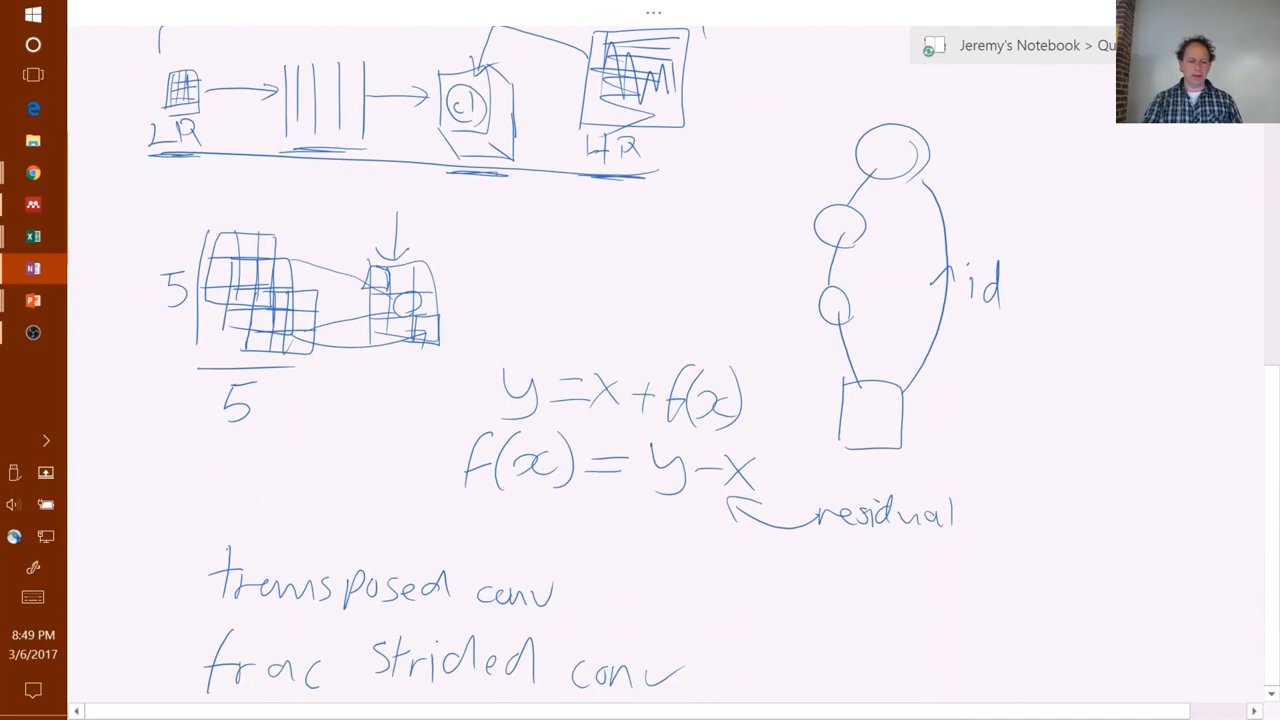 Jeremy's Notebook > Qu
LR
HR
5
5
id
y = x + f(x)
f(x) = y - x
residual
transposed conv
frac strided conv
8:49 PM
3/6/2017